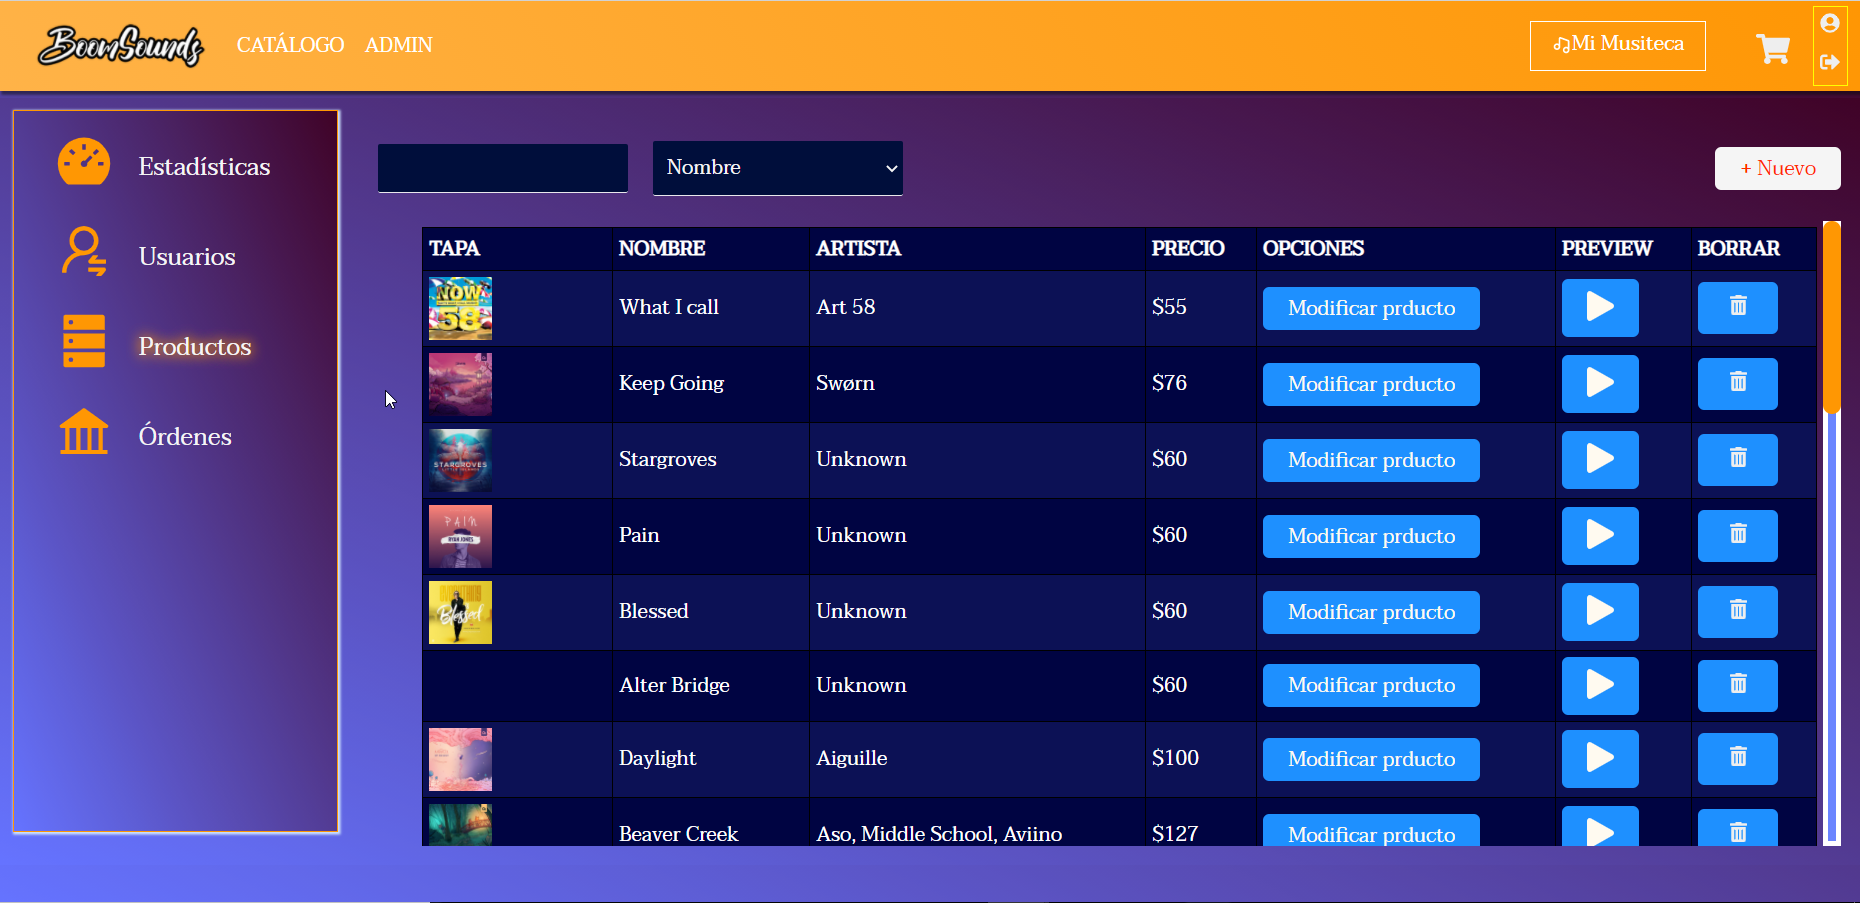 BoomSounds CATÁLOGO ADMIN Mi Musiteca
Estadísticas
Usuarios
Productos
Órdenes
Nombre
+ Nuevo
TAPA NOMBRE ARTISTA PRECIO OPCIONES PREVIEW BORRAR
NOW 58 What I call Art 58 $55 Modificar prducto
Keep Going Swørn $76 Modificar prducto
STARGROVES Stargroves Unknown $60 Modificar prducto
PAIN RYAN JONES Pain Unknown $60 Modificar prducto
Blessed Blessed Unknown $60 Modificar prducto
Alter Bridge Unknown $60 Modificar prducto
Daylight Aiguille $100 Modificar prducto
Beaver Creek Aso, Middle School, Aviino $127 Modificar prducto